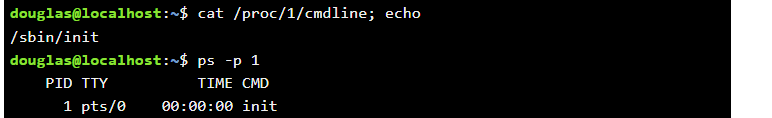 douglas@localhost:~$ cat /proc/1/cmdline; echo
/sbin/init
douglas@localhost:~$ ps -p 1
    PID TTY          TIME CMD
      1 pts/0    00:00:00 init